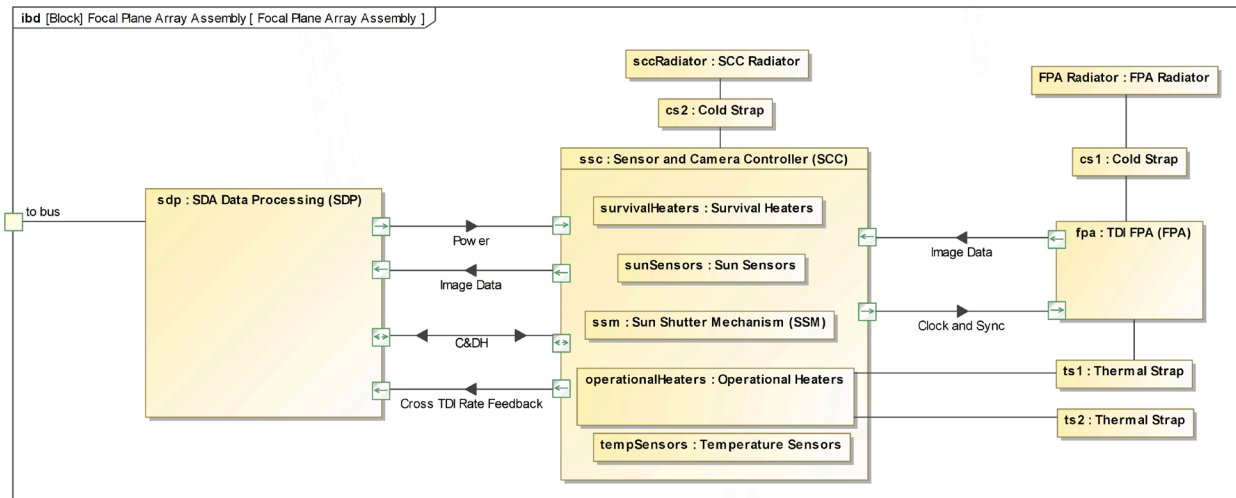 ibd [Block] Focal Plane Array Assembly [ Focal Plane Array Assembly ]
sccRadiator : SCC Radiator
FPA Radiator : FPA Radiator
cs2 : Cold Strap
ssc : Sensor and Camera Controller (SCC)
cs1 : Cold Strap
sdp : SDA Data Processing (SDP)
to bus
survivalHeaters : Survival Heaters
fpa : TDI FPA (FPA)
Power
Image Data
sunSensors : Sun Sensors
Image Data
ssm : Sun Shutter Mechanism (SSM)
Clock and Sync
C&DH
operationalHeaters : Operational Heaters
ts1 : Thermal Strap
Cross TDI Rate Feedback
ts2 : Thermal Strap
tempSensors : Temperature Sensors